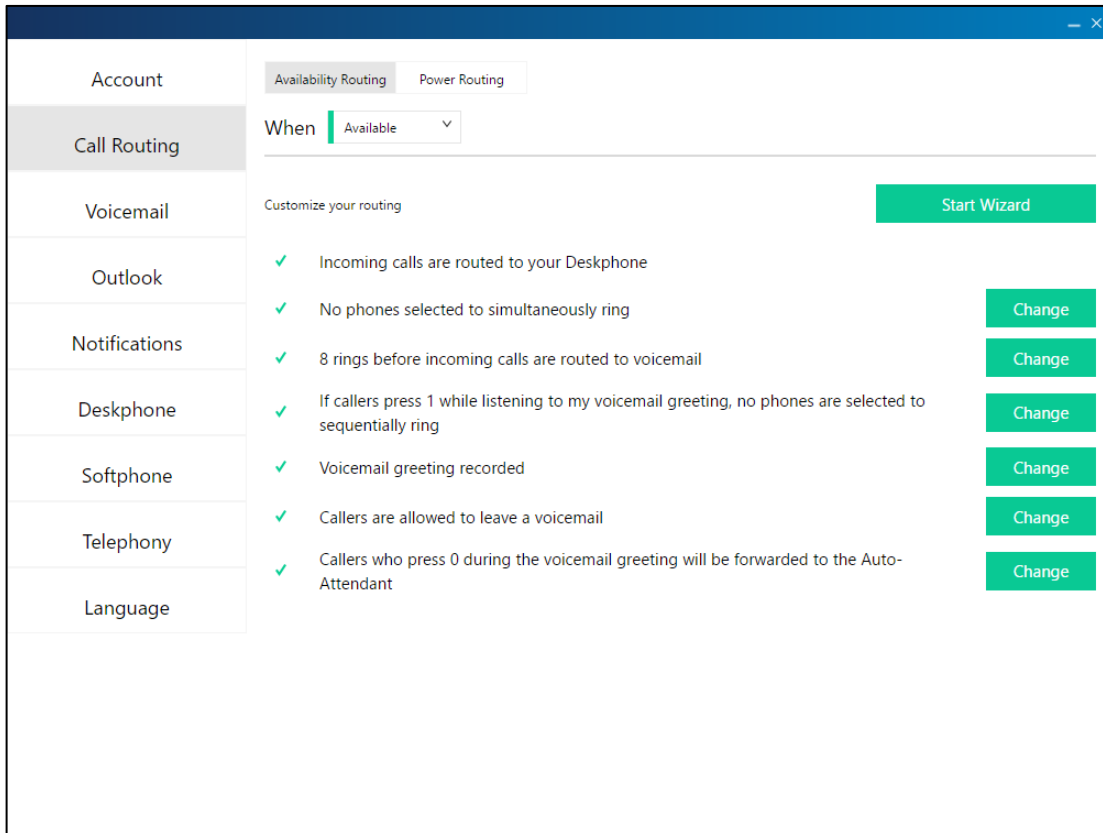 Account
Call Routing
Voicemail
Outlook
Notifications
Deskphone
Softphone
Telephony
Language
Availability Routing
Power Routing
When
Available
Customize your routing
Start Wizard
Incoming calls are routed to your Deskphone
No phones selected to simultaneously ring
Change
8 rings before incoming calls are routed to voicemail
Change
If callers press 1 while listening to my voicemail greeting, no phones are selected to
sequentially ring
Change
Voicemail greeting recorded
Change
Callers are allowed to leave a voicemail
Change
Callers who press 0 during the voicemail greeting will be forwarded to the Auto-
Attendant
Change